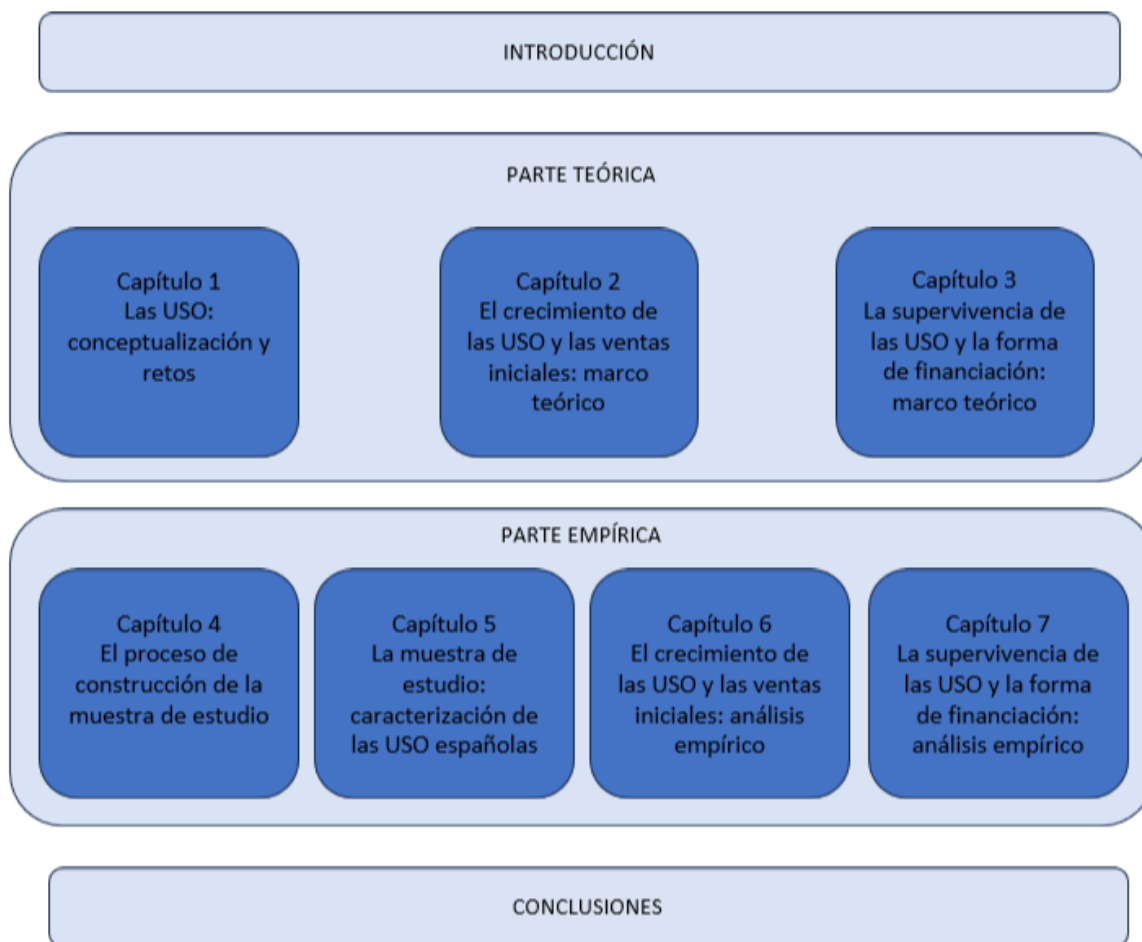 INTRODUCCIÓN
PARTE TEÓRICA
Capítulo 1
Las USO:
conceptualización y
retos
Capítulo 2
El crecimiento de
las USO y las ventas
iniciales: marco
teórico
Capítulo 3
La supervivencia de
las USO y la forma
de financiación:
marco teórico
PARTE EMPÍRICA
Capítulo 4
El proceso de
construcción de la
muestra de estudio
Capítulo 5
La muestra de
estudio:
caracterización de
las USO españolas
Capítulo 6
El crecimiento de
las USO y las ventas
iniciales: análisis
empírico
Capítulo 7
La supervivencia de
las USO y la forma
de financiación:
análisis empírico
CONCLUSIONES